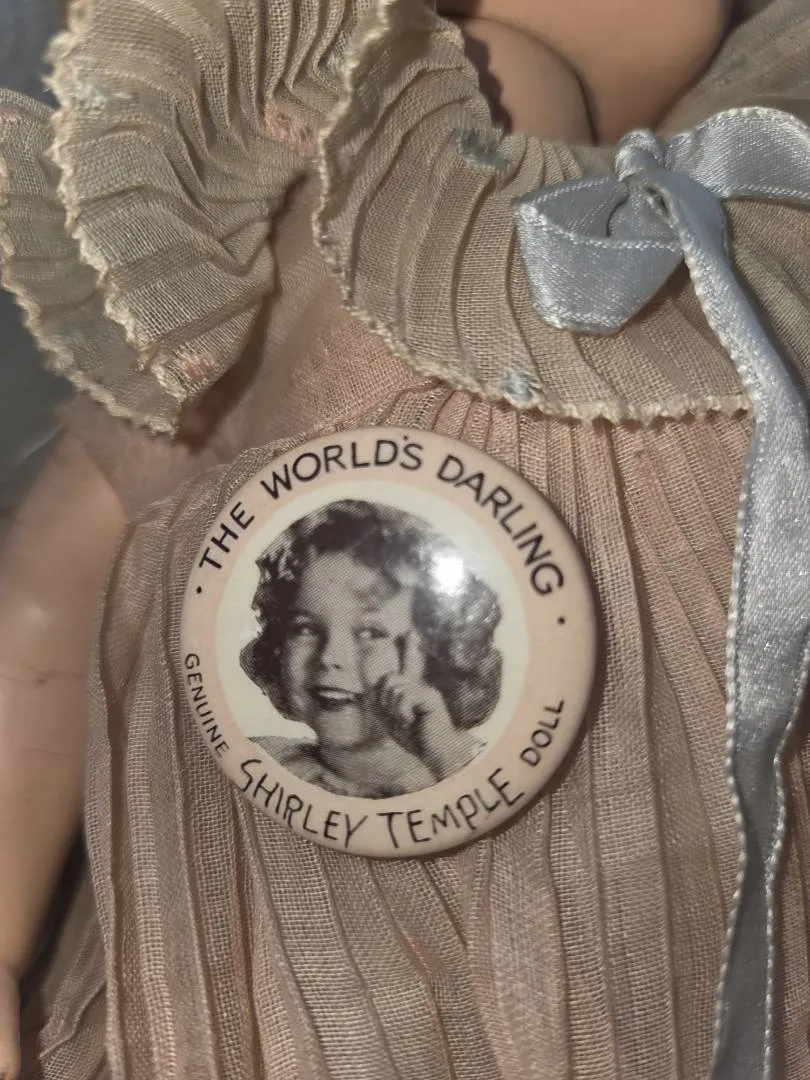 · THE WORLD'S DARLING ·
GENUINE SHIRLEY TEMPLE DOLL